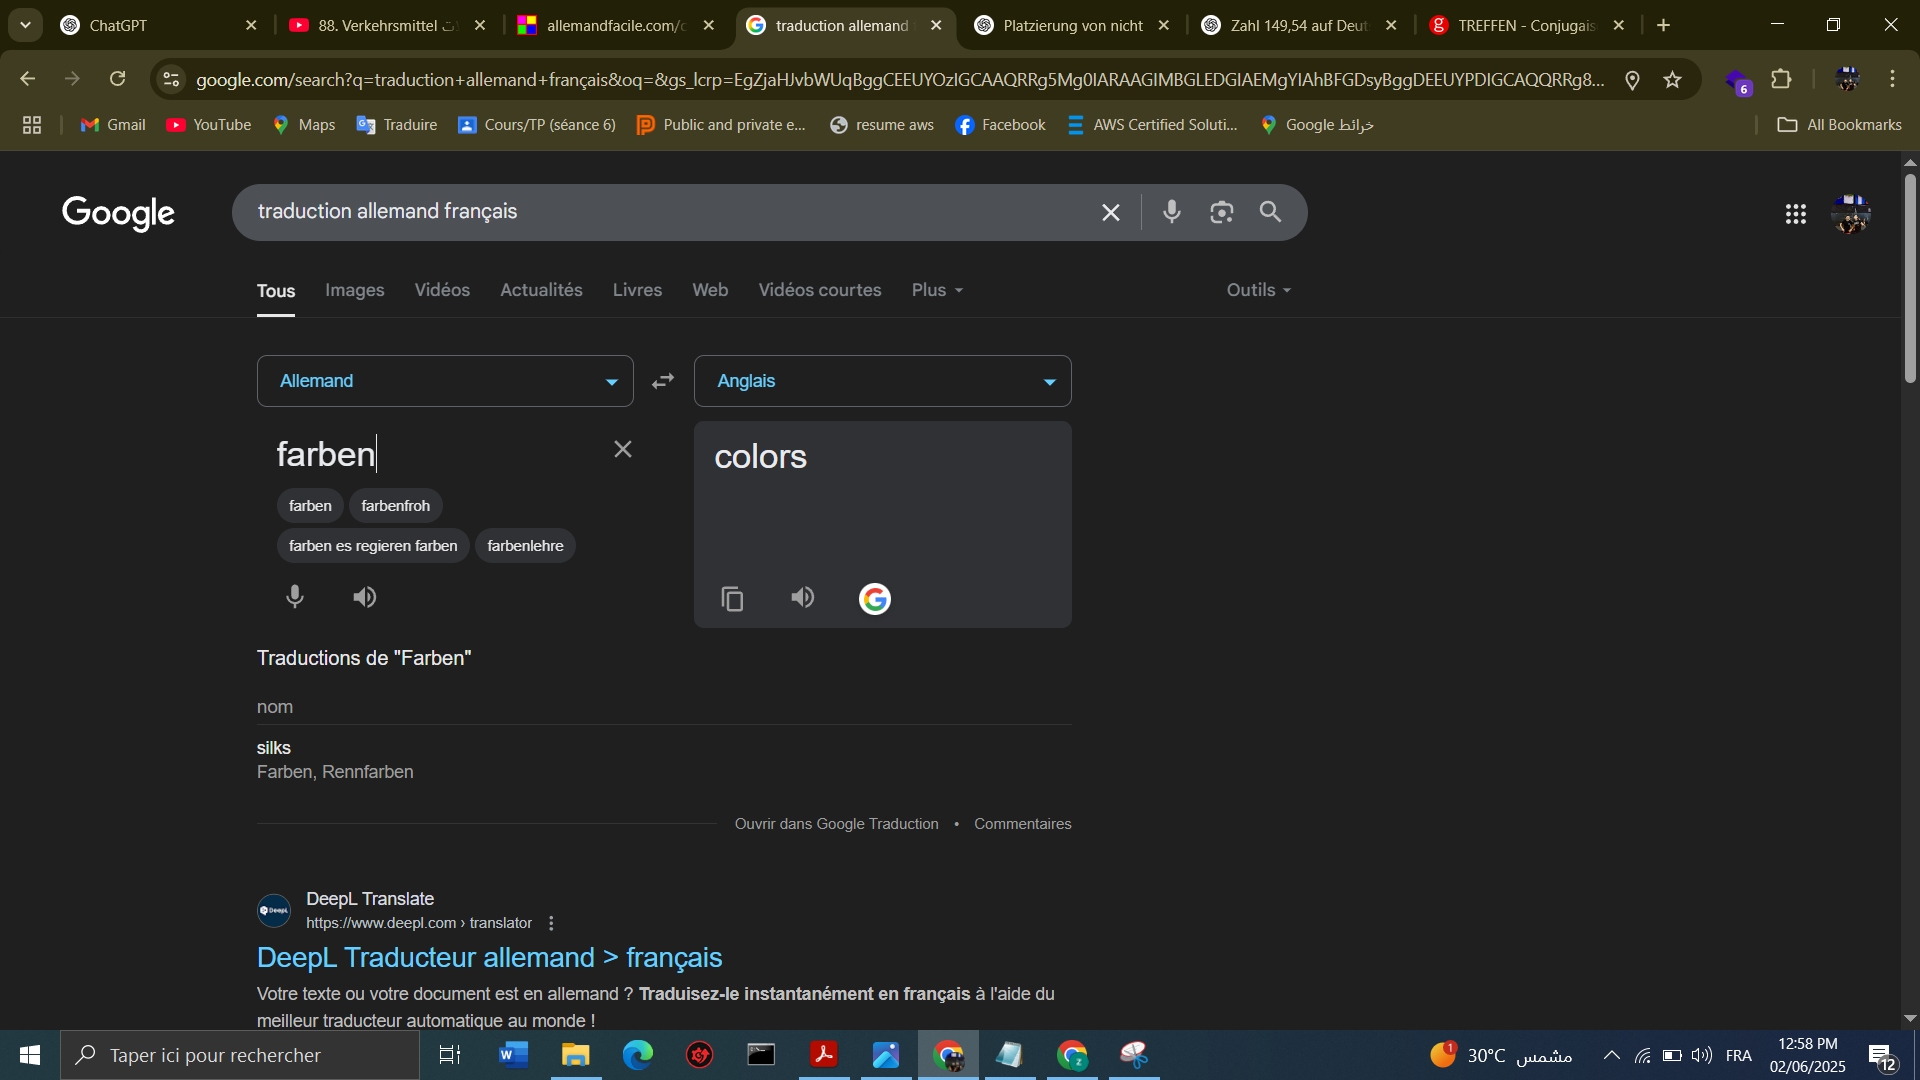 ChatGPT
88. Verkehrsmittel
allemandfacile.com/c
traduction allemand
Platzierung von nicht
Zahl 149,54 auf Deut
TREFFEN - Conjugais
google.com/search?q=traduction+allemand+français&oq=&gs_lcrp=EgZjaHJvbWUqBggCEEUYOzIGCAAQRRg5Mg0IARAAGIMBGLEDGIAEMgYIAhBFGDsyBggDEEUYPDIGCAQQRRg8...
6
Gmail
YouTube
Maps
Traduire
Cours/TP (séance 6)
Public and private e...
resume aws
Facebook
AWS Certified Soluti...
خرائط Google
All Bookmarks
Google
traduction allemand français
Tous
Images
Vidéos
Actualités
Livres
Web
Vidéos courtes
Plus
Outils
Allemand
Anglais
farben
colors
farben
farbenfroh
farben es regieren farben
farbenlehre
Traductions de "Farben"
nom
silks
Farben, Rennfarben
Ouvrir dans Google Traduction • Commentaires
DeepL
DeepL Translate
https://www.deepl.com › translator
DeepL Traducteur allemand > français
Votre texte ou votre document est en allemand ? Traduisez-le instantanément en français à l'aide du
meilleur traducteur automatique au monde !
Taper ici pour rechercher
1
30°C مشمس
FRA
12:58 PM
02/06/2025
12